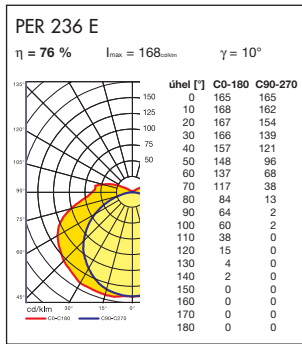 PER 236 E
η = 76 % Imax = 168cd/klm γ = 10°
135°
120°
105°
90°
75°
60°
45°
150
100
75
50
cd/klm 30° 15° 0°
C0-C180 C90-C270
úhel [°] C0-180 C90-270
0 165 165
10 168 162
20 167 154
30 166 139
40 157 121
50 148 96
60 137 68
70 117 38
80 84 13
90 64 2
100 60 2
110 38 0
120 15 0
130 4 0
140 2 0
150 0 0
160 0 0
170 0 0
180 0 0